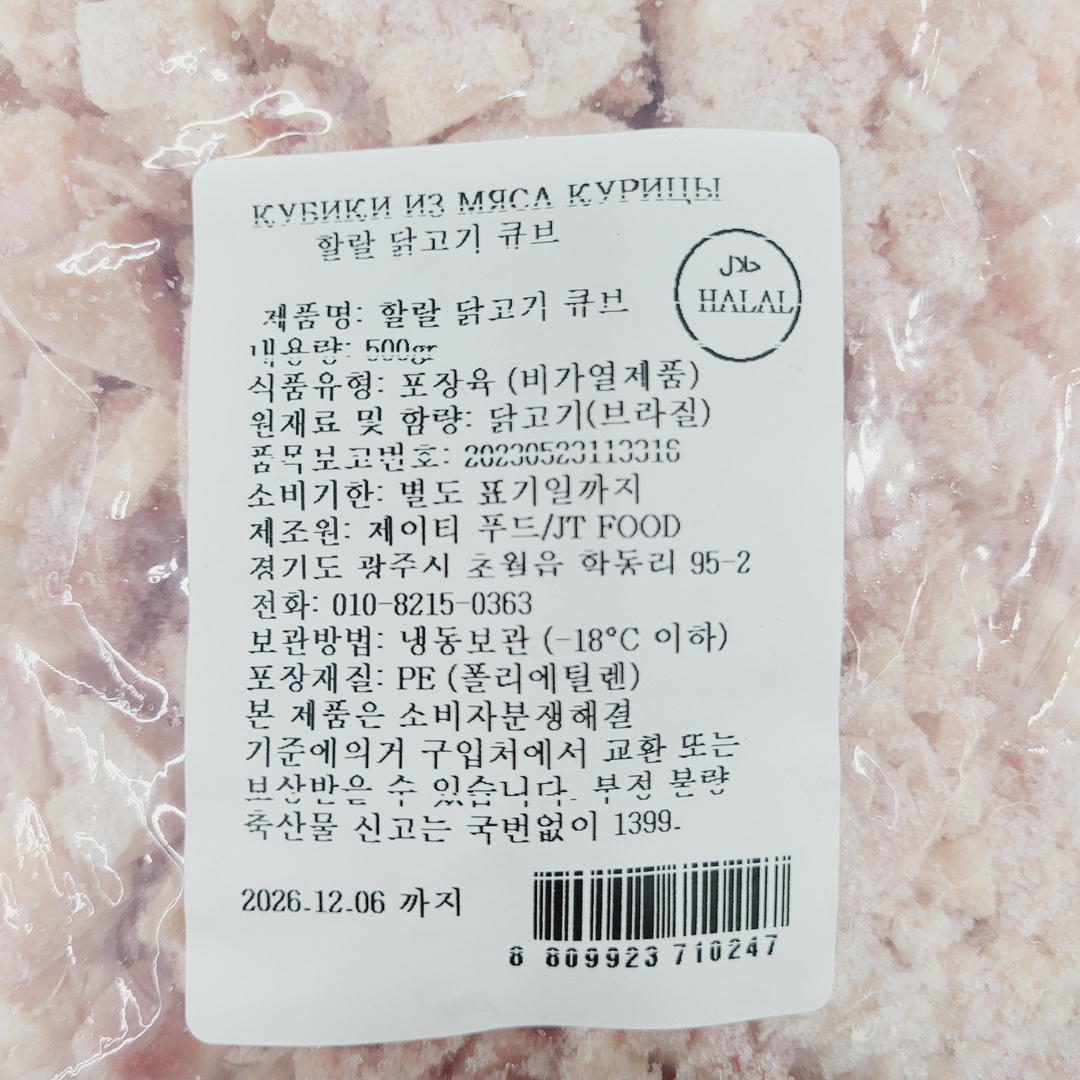 КУБИКИ ИЗ МЯСА КУРИЦЫ
할랄 닭고기 큐브
حلال
HALAL
제품명: 할랄 닭고기 큐브
내용량: 500gr
식품유형: 포장육 (비가열제품)
원재료 및 함량: 닭고기(브라질)
품목보고번호: 20230523113316
소비기한: 별도 표기일까지
제조원: 제이티 푸드/JT FOOD
경기도 광주시 초월읍 학동리 95-2
전화: 010-8215-0363
보관방법: 냉동보관 (-18°C 이하)
포장재질: PE (폴리에틸렌)
본 제품은 소비자분쟁해결
기준에의거 구입처에서 교환 또는
보상받을 수 있습니다. 부정 불량
축산물 신고는 국번없이 1399.
2026.12.06 까지
8 809923 710247